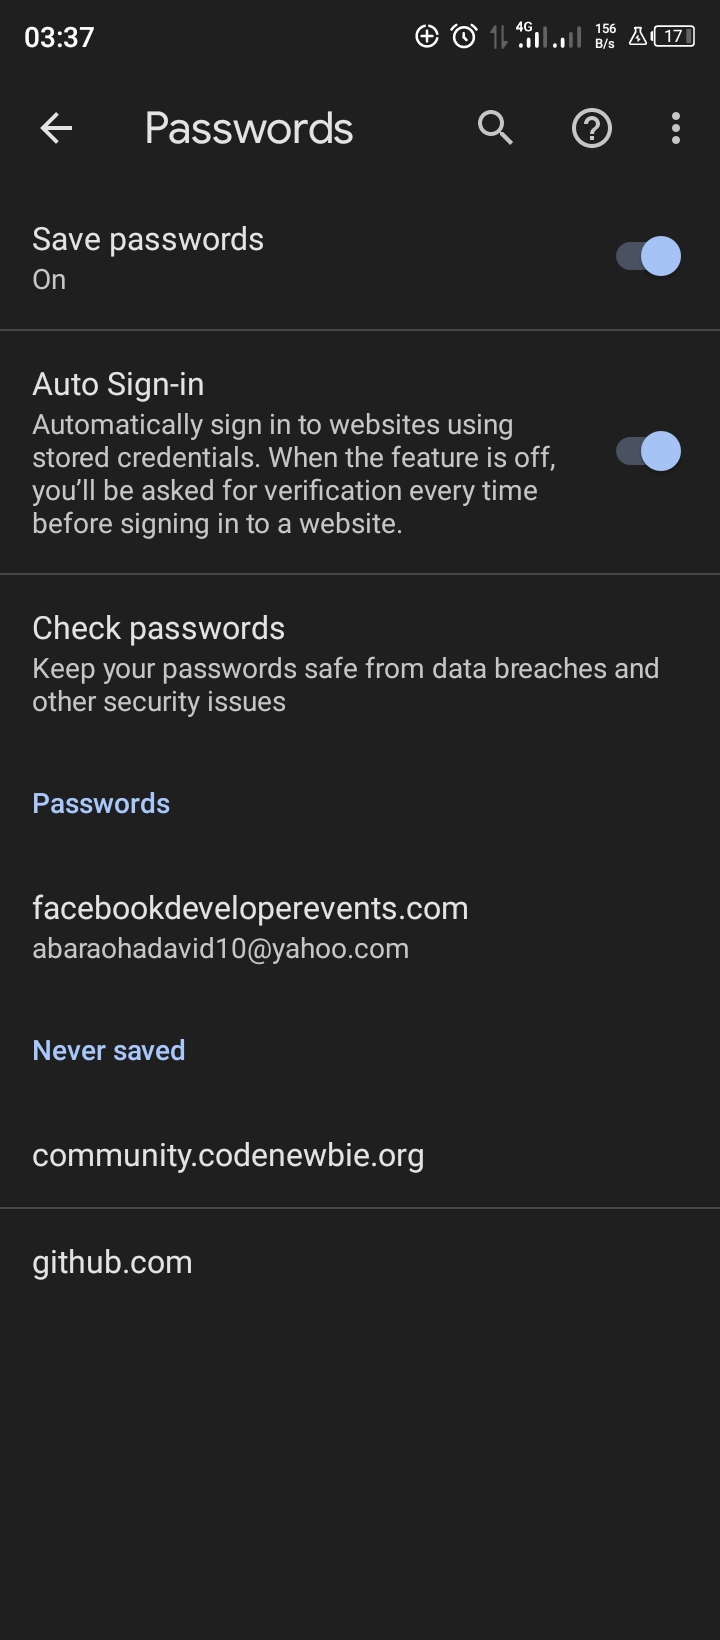 03:37
4G
156
B/s
17
Passwords
Save passwords
On
Auto Sign-in
Automatically sign in to websites using
stored credentials. When the feature is off,
you’ll be asked for verification every time
before signing in to a website.
Check passwords
Keep your passwords safe from data breaches and
other security issues
Passwords
facebookdeveloperevents.com
abaraohadavid10@yahoo.com
Never saved
community.codenewbie.org
github.com